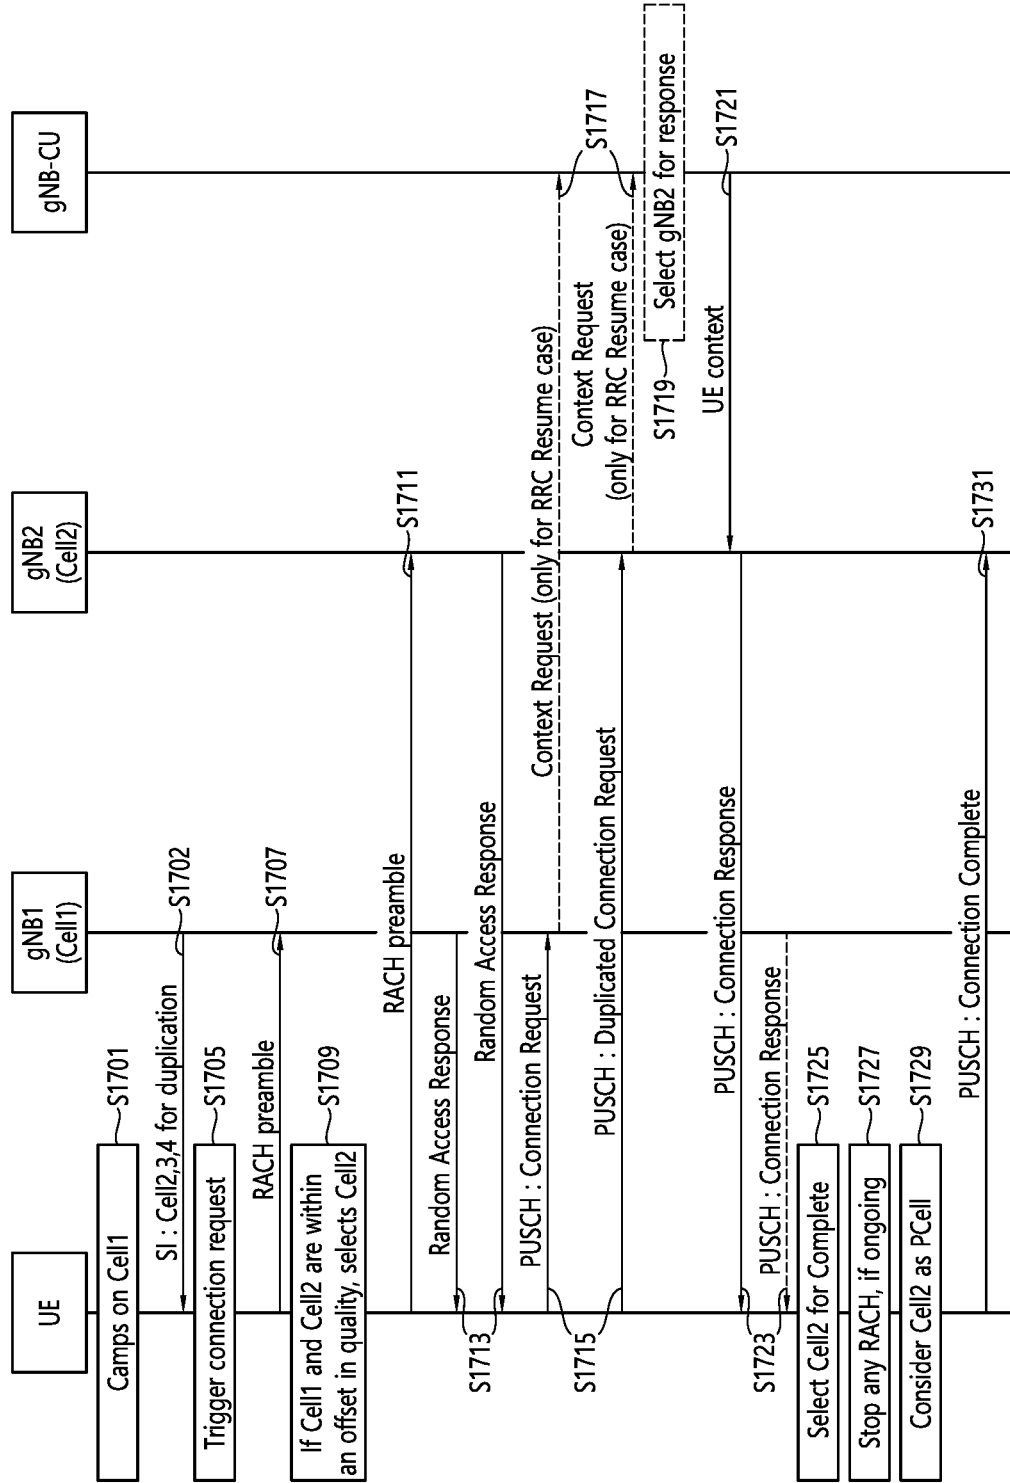 UE
gNB1
(Cell1)
gNB2
(Cell2)
gNB-CU
Camps on Cell1
S1701
SI : Cell2,3,4 for duplication
S1702
Trigger connection request
S1705
RACH preamble
S1707
If Cell1 and Cell2 are within
an offset in quality, selects Cell2
S1709
RACH preamble
S1711
Random Access Response
S1713
Random Access Response
PUSCH : Connection Request
S1715
Context Request (only for RRC Resume case)
S1717
PUSCH : Duplicated Connection Request
Context Request
(only for RRC Resume case)
S1719
Select gNB2 for response
UE context
S1721
PUSCH : Connection Response
S1723
PUSCH : Connection Response
Select Cell2 for Complete
S1725
Stop any RACH, if ongoing
S1727
Consider Cell2 as PCell
S1729
PUSCH : Connection Complete
S1731